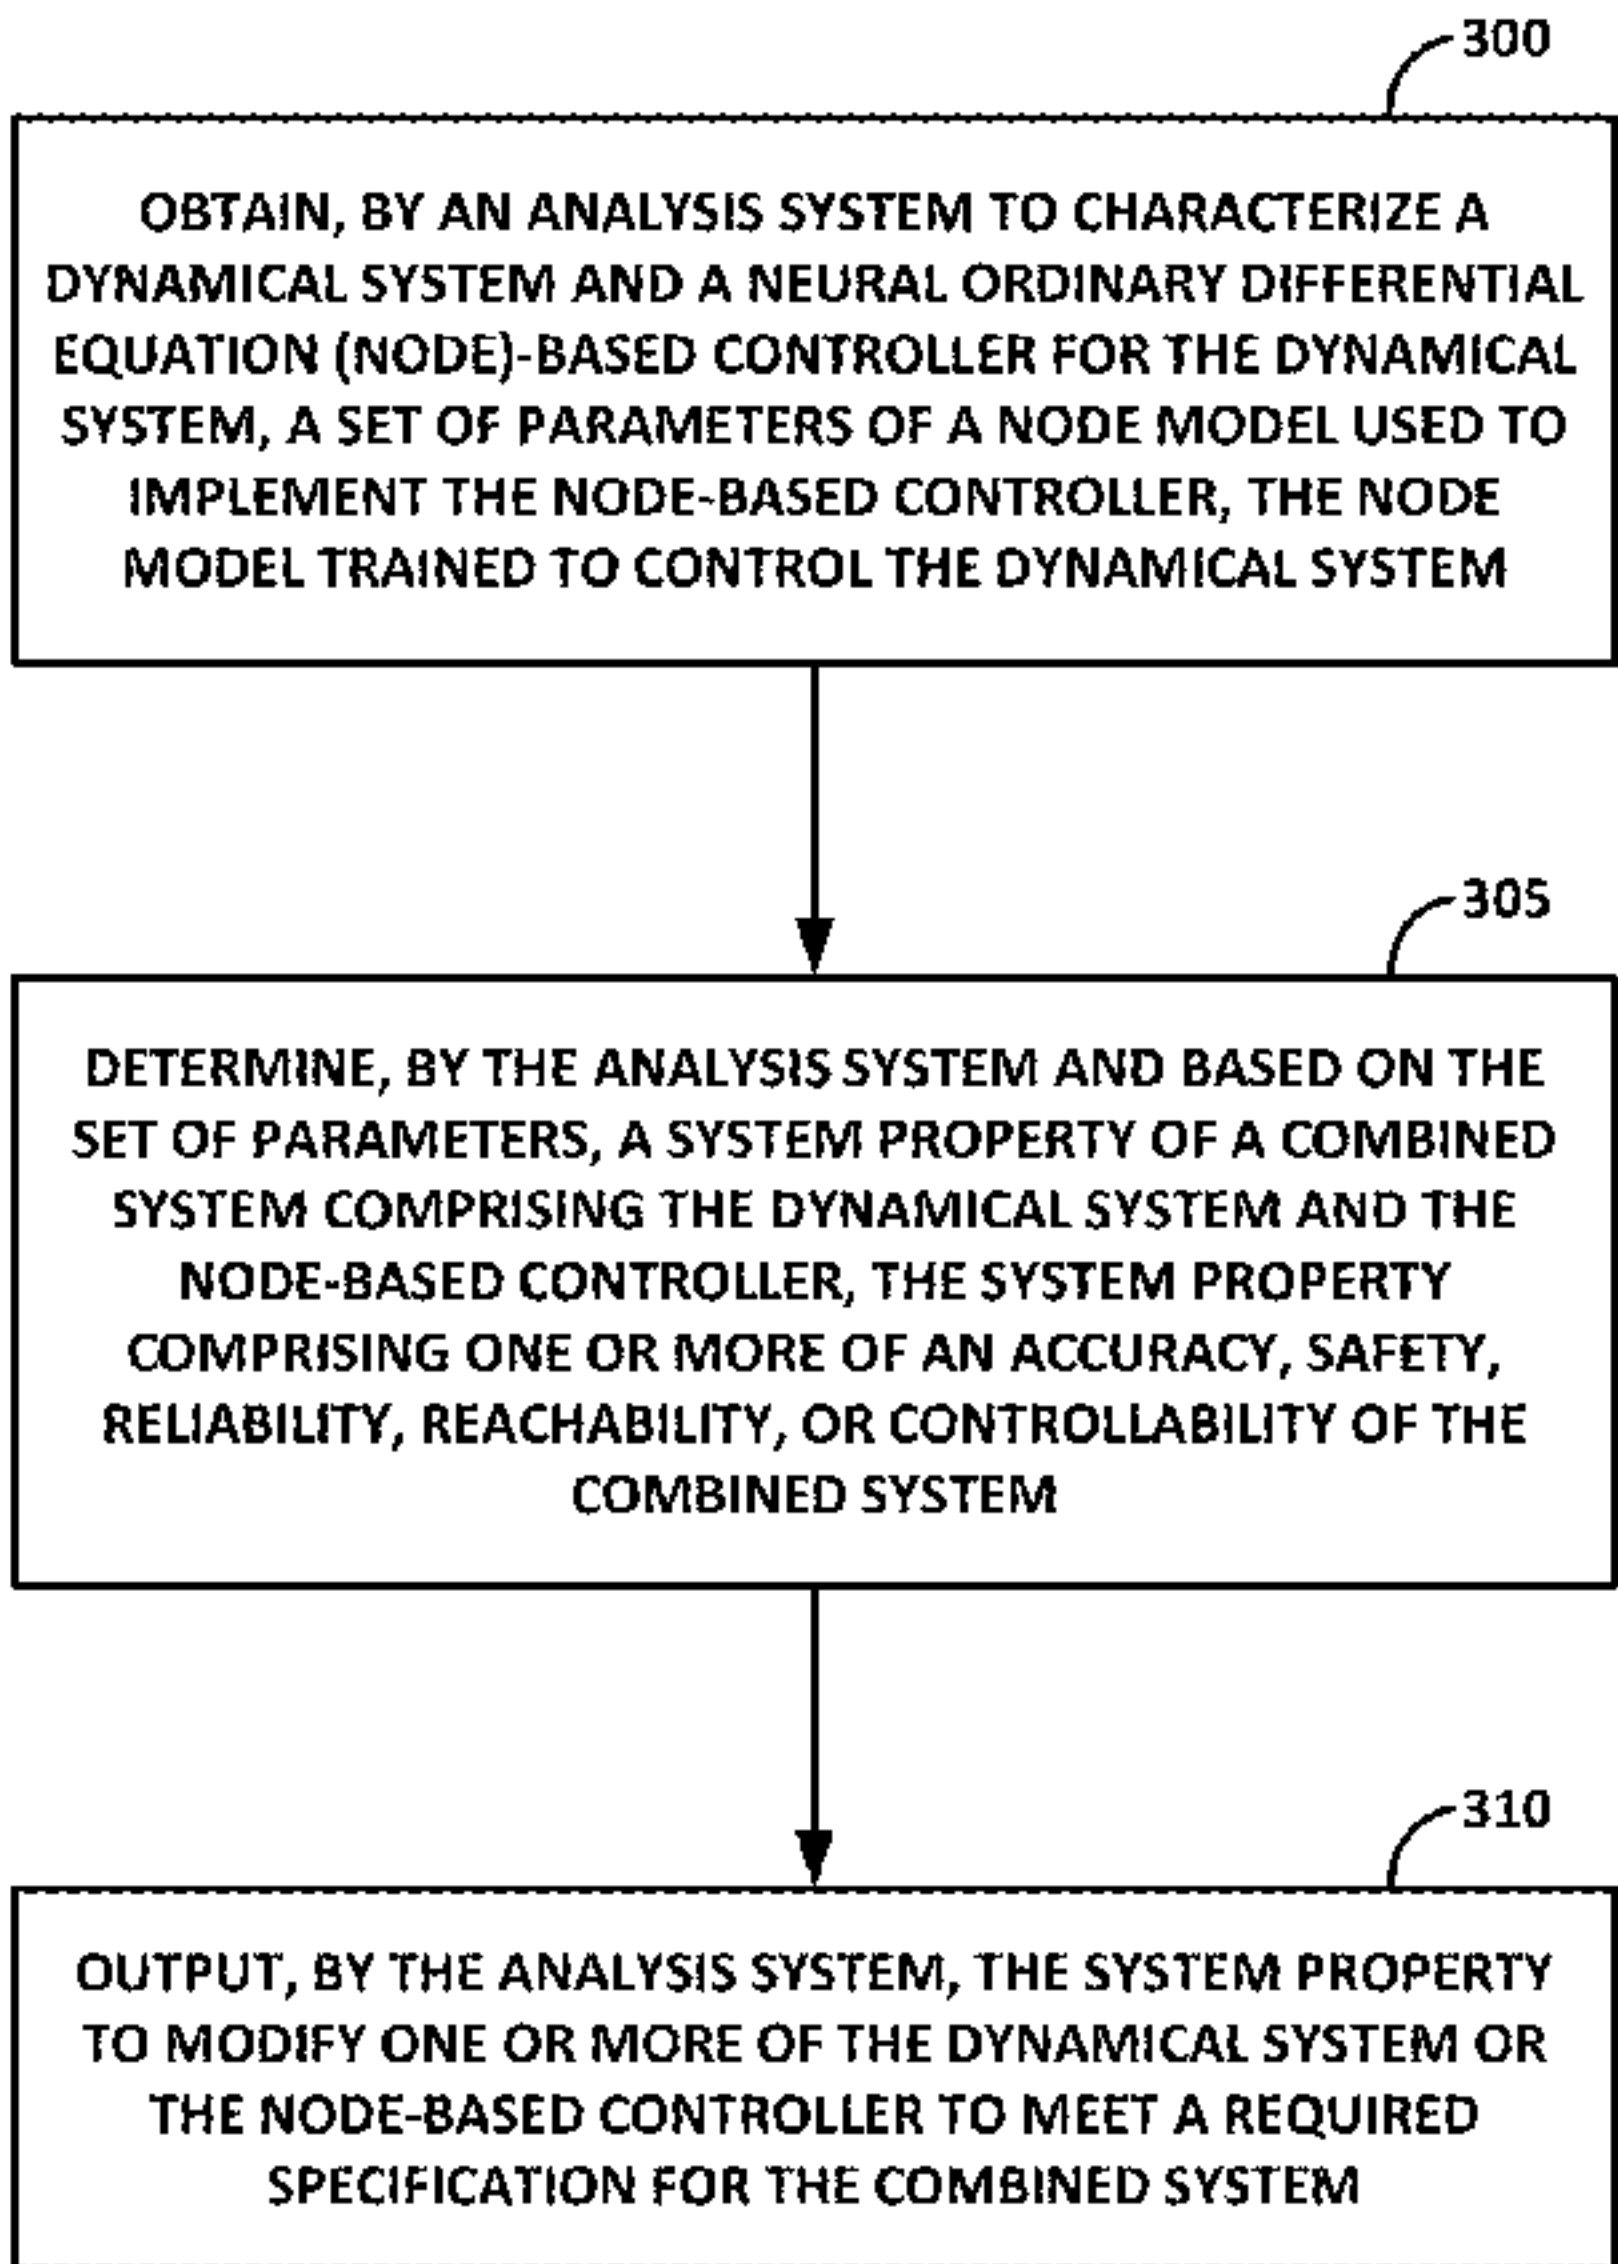 300
OBTAIN, BY AN ANALYSIS SYSTEM TO CHARACTERIZE A
DYNAMICAL SYSTEM AND A NEURAL ORDINARY DIFFERENTIAL
EQUATION (NODE)-BASED CONTROLLER FOR THE DYNAMICAL
SYSTEM, A SET OF PARAMETERS OF A NODE MODEL USED TO
IMPLEMENT THE NODE-BASED CONTROLLER, THE NODE
MODEL TRAINED TO CONTROL THE DYNAMICAL SYSTEM
305
DETERMINE, BY THE ANALYSIS SYSTEM AND BASED ON THE
SET OF PARAMETERS, A SYSTEM PROPERTY OF A COMBINED
SYSTEM COMPRISING THE DYNAMICAL SYSTEM AND THE
NODE-BASED CONTROLLER, THE SYSTEM PROPERTY
COMPRISING ONE OR MORE OF AN ACCURACY, SAFETY,
RELIABILITY, REACHABILITY, OR CONTROLLABILITY OF THE
COMBINED SYSTEM
310
OUTPUT, BY THE ANALYSIS SYSTEM, THE SYSTEM PROPERTY
TO MODIFY ONE OR MORE OF THE DYNAMICAL SYSTEM OR
THE NODE-BASED CONTROLLER TO MEET A REQUIRED
SPECIFICATION FOR THE COMBINED SYSTEM